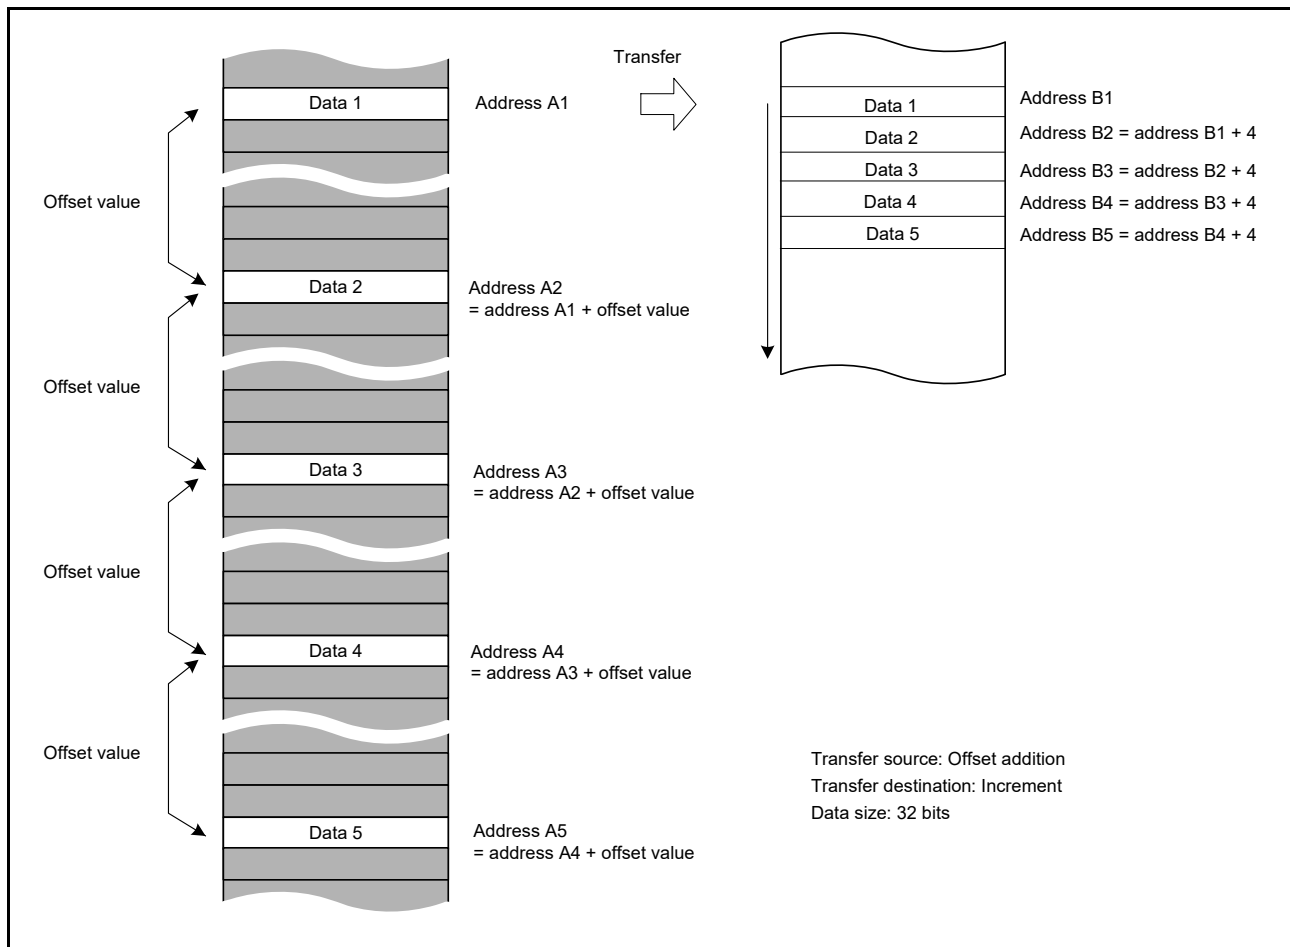 Transfer
Data 1
Address A1
Data 1
Address B1
Data 2
Address B2 = address B1 + 4
Data 3
Address B3 = address B2 + 4
Offset value
Data 4
Address B4 = address B3 + 4
Data 5
Address B5 = address B4 + 4
Data 2
Address A2
= address A1 + offset value
Offset value
Data 3
Address A3
= address A2 + offset value
Offset value
Data 4
Address A4
= address A3 + offset value
Offset value
Data 5
Address A5
= address A4 + offset value
Transfer source: Offset addition
Transfer destination: Increment
Data size: 32 bits